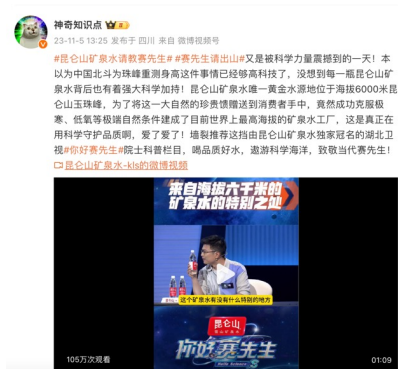 神奇知识点
23-11-5 13:25 发布于 四川 来自 微博视频号
#昆仑山矿泉水请教赛先生# #赛先生请出山#又是被科学力量震撼到的一天！本
以为中国北斗为珠峰重测身高这件事情已经够高科技了，没想到每一瓶昆仑山矿
泉水背后也有着强大科学加持！昆仑山矿泉水唯一黄金水源地位于海拔6000米昆
仑山玉珠峰，为了将这一大自然的珍贵馈赠送到消费者手中，竟然成功克服极
寒、低氧等极端自然条件建成了目前世界上最高海拔的矿泉水工厂，这是真正在
用科学守护品质啊，爱了爱了！墙裂推荐这挡由昆仑山矿泉水独家冠名的湖北卫
视#你好赛先生#院士科普栏目，喝品质好水，遨游科学海洋，致敬当代赛先生！
昆仑山矿泉水-kls的微博视频
来自海拔六千米的
矿泉水的特别之处
这个矿泉水有没有什么特别的地方
昆仑山
你好赛先生
105万次观看
01:09